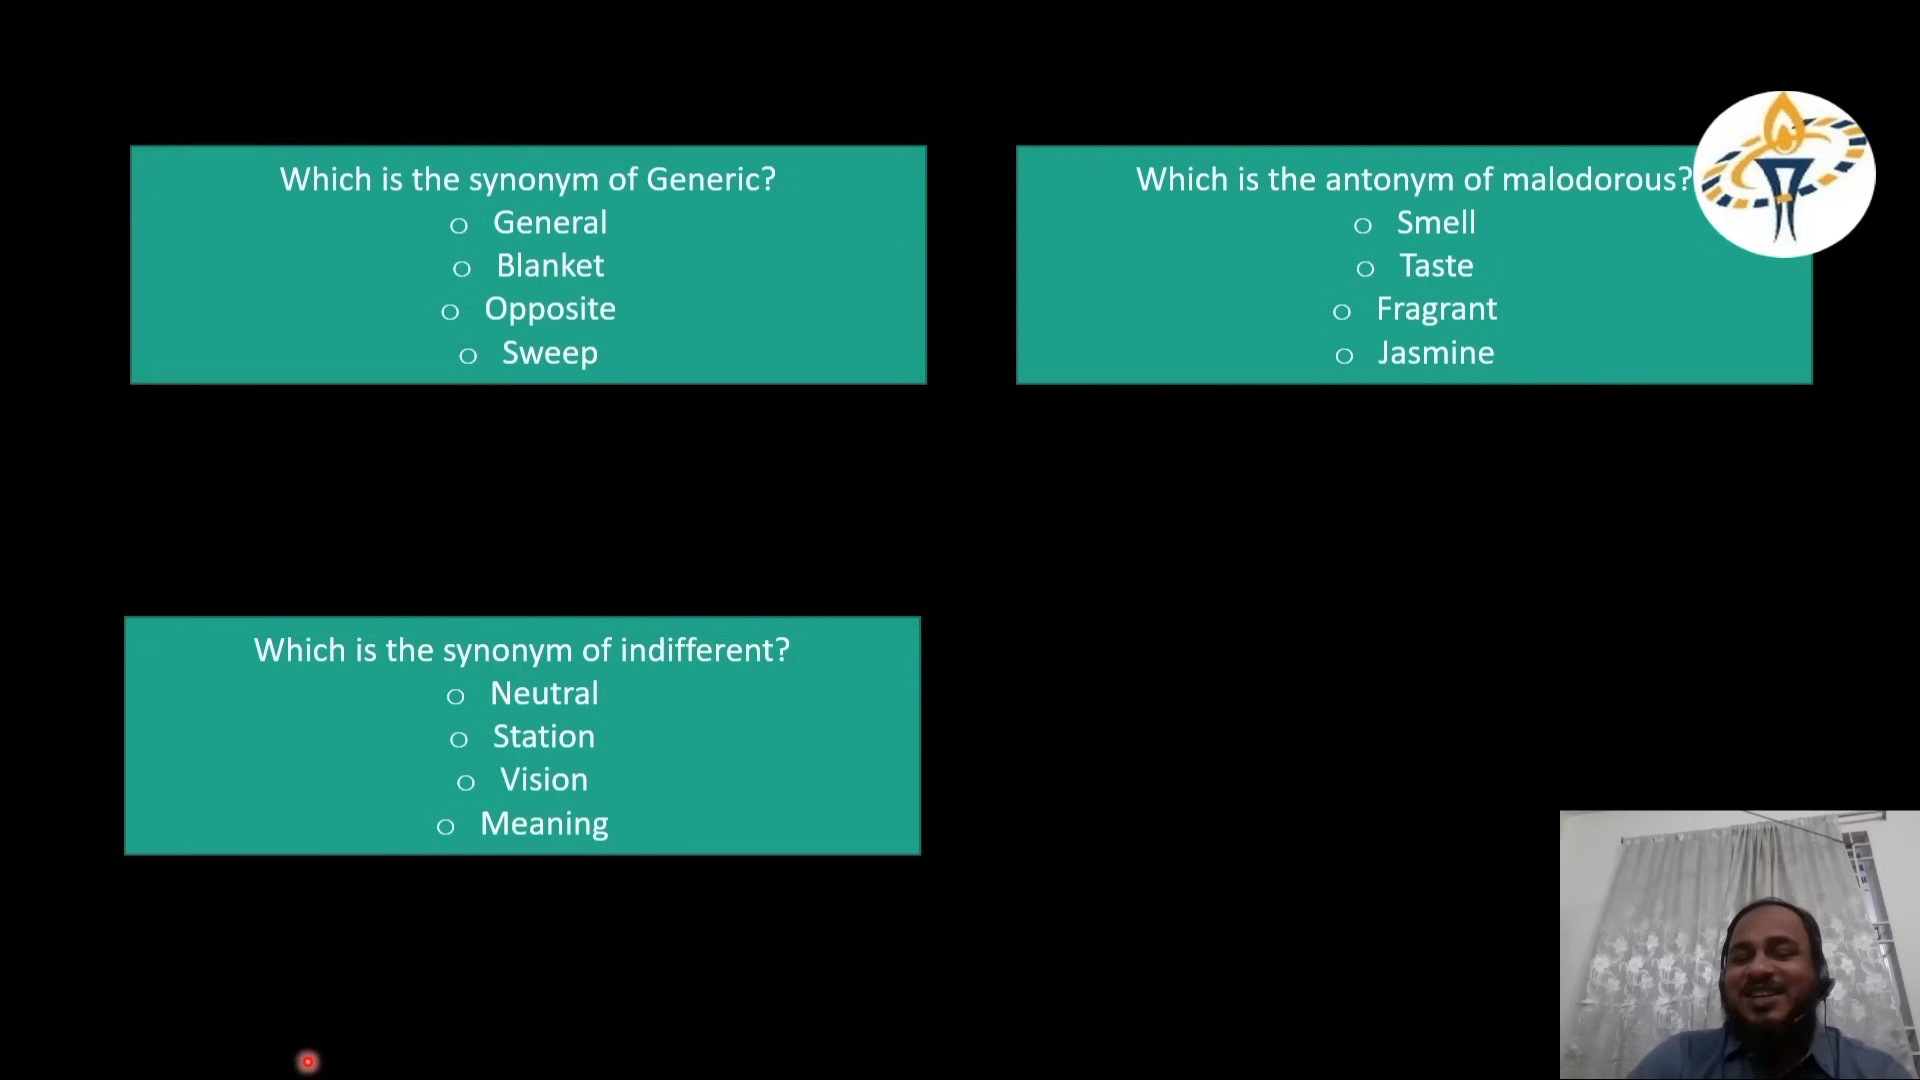 Which is the synonym of Generic?
o General
o Blanket
o Opposite
o Sweep
Which is the antonym of malodorous?
o Smell
o Taste
o Fragrant
o Jasmine
Which is the synonym of indifferent?
o Neutral
o Station
o Vision
o Meaning